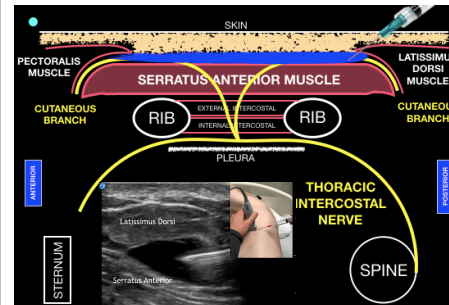 SKIN
PECTORALIS
MUSCLE
LATISSIMUS
DORSI
MUSCLE
SERRATUS ANTERIOR MUSCLE
CUTANEOUS
BRANCH
CUTANEOUS
BRANCH
EXTERNAL INTERCOSTAL
RIB
RIB
INTERNAL INTERCOSTAL
PLEURA
ANTERIOR
POSTERIOR
THORACIC
INTERCOSTAL
NERVE
Latissimus Dorsi
Serratus Anterior
STERNUM
SPINE